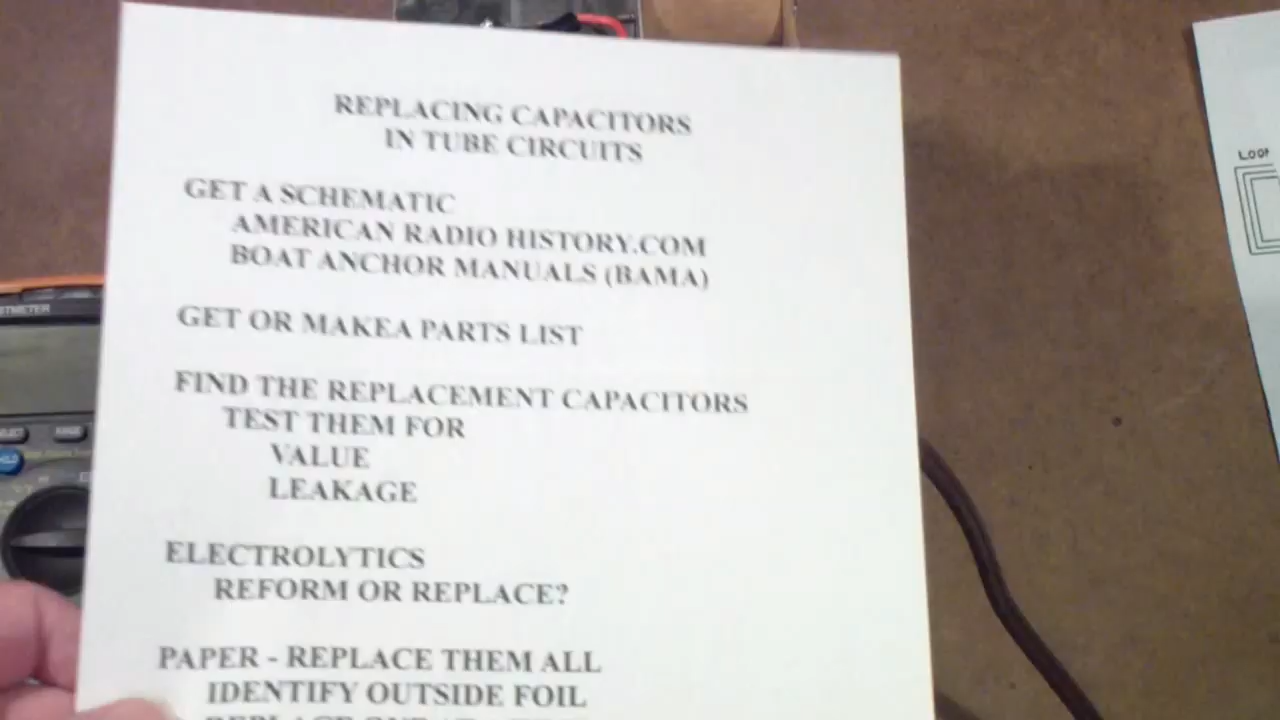 REPLACING CAPACITORS
IN TUBE CIRCUITS
GET A SCHEMATIC
AMERICAN RADIO HISTORY.COM
BOAT ANCHOR MANUALS (BAMA)
GET OR MAKEA PARTS LIST
FIND THE REPLACEMENT CAPACITORS
TEST THEM FOR
VALUE
LEAKAGE
ELECTROLYTICS
REFORM OR REPLACE?
PAPER - REPLACE THEM ALL
IDENTIFY OUTSIDE FOIL